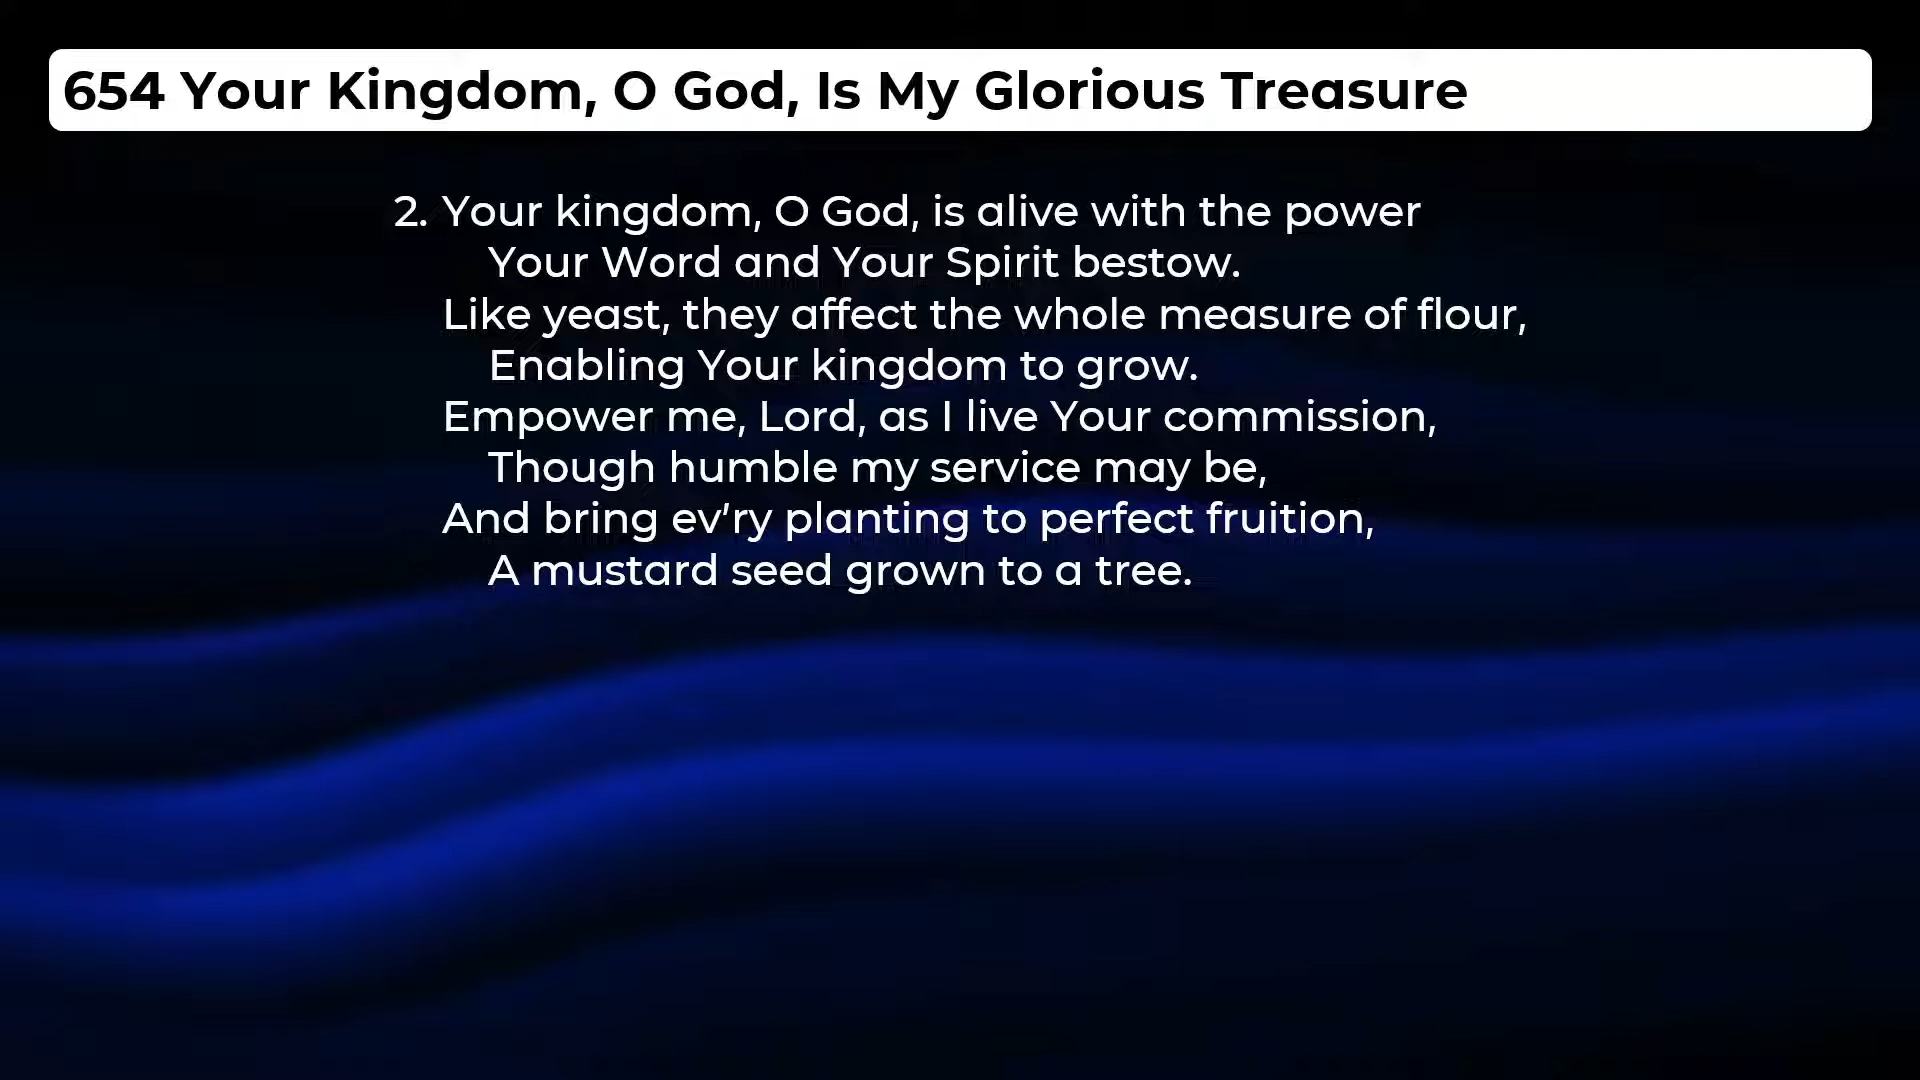 654 Your Kingdom, O God, Is My Glorious Treasure
2. Your kingdom, O God, is alive with the power
Your Word and Your Spirit bestow.
Like yeast, they affect the whole measure of flour,
Enabling Your kingdom to grow.
Empower me, Lord, as I live Your commission,
Though humble my service may be,
And bring ev'ry planting to perfect fruition,
A mustard seed grown to a tree.